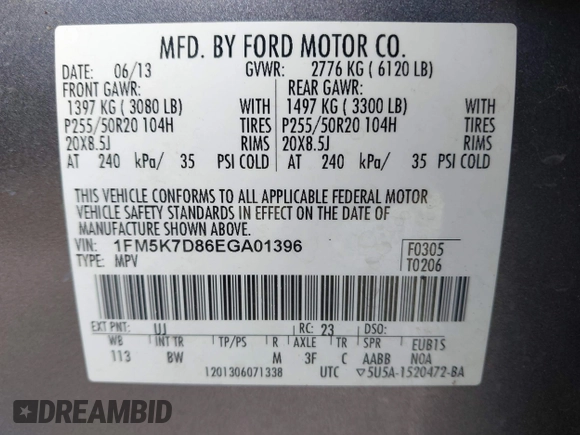 MFD. BY FORD MOTOR CO.
DATE: 06/13 GVWR: 2776 KG ( 6120 LB)
FRONT GAWR: REAR GAWR:
1397 KG ( 3080 LB) WITH 1497 KG ( 3300 LB) WITH
P255/50R20 104H TIRES P255/50R20 104H TIRES
20X8.5J RIMS 20X8.5J RIMS
AT 240 kPa/ 35 PSI COLD AT 240 kPa/ 35 PSI COLD
THIS VEHICLE CONFORMS TO ALL APPLICABLE FEDERAL MOTOR
VEHICLE SAFETY STANDARDS IN EFFECT ON THE DATE OF
MANUFACTURE SHOWN ABOVE.
VIN: 1FM5K7D86EGA01396 F0305
TYPE: MPV T0206
EXT PNT: UJ RC: 23 DSO:
WB INT TR TP/PS R AXLE TR SPR EUB1S
113 BW M 3F C AABB NOA
1201306071338 UTC ▽5U5A-1520472-BA
DREAMBID